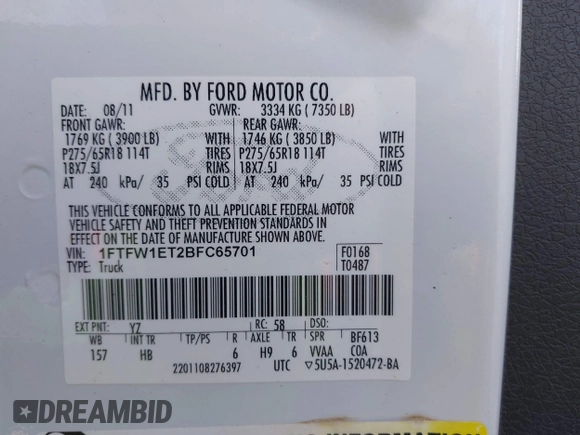 MFD. BY FORD MOTOR CO.
DATE: 08/11 GVWR: 3334 KG ( 7350 LB)
FRONT GAWR: REAR GAWR:
1769 KG ( 3900 LB) WITH 1746 KG ( 3850 LB) WITH
P275/65R18 114T TIRES P275/65R18 114T TIRES
18X7.5J RIMS 18X7.5J RIMS
AT 240 kPa/ 35 PSI COLD AT 240 kPa/ 35 PSI COLD
THIS VEHICLE CONFORMS TO ALL APPLICABLE FEDERAL MOTOR
VEHICLE SAFETY AND THEFT PREVENTION STANDARDS IN
EFFECT ON THE DATE OF MANUFACTURE SHOWN ABOVE.
VIN: 1FTFW1ET2BFC65701 F0168
TYPE: Truck T0487
EXT PNT: YZ RC: 58 DSO:
WB INT TR TP/PS R AXLE TR SPR BF613
157 HB 6 H9 6 VVAA COA
2201108276397 UTC ▽ 5U5A-1520472-BA
DREAMBID INFORMATION